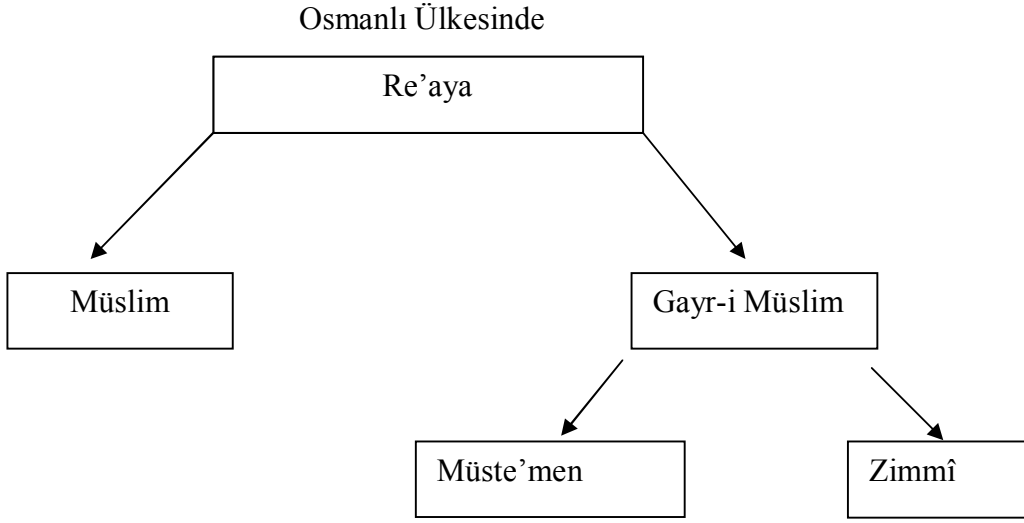 Osmanlı Ülkesinde
Re’aya
Müslim
Gayr-i Müslim
Müste’men
Zimmî